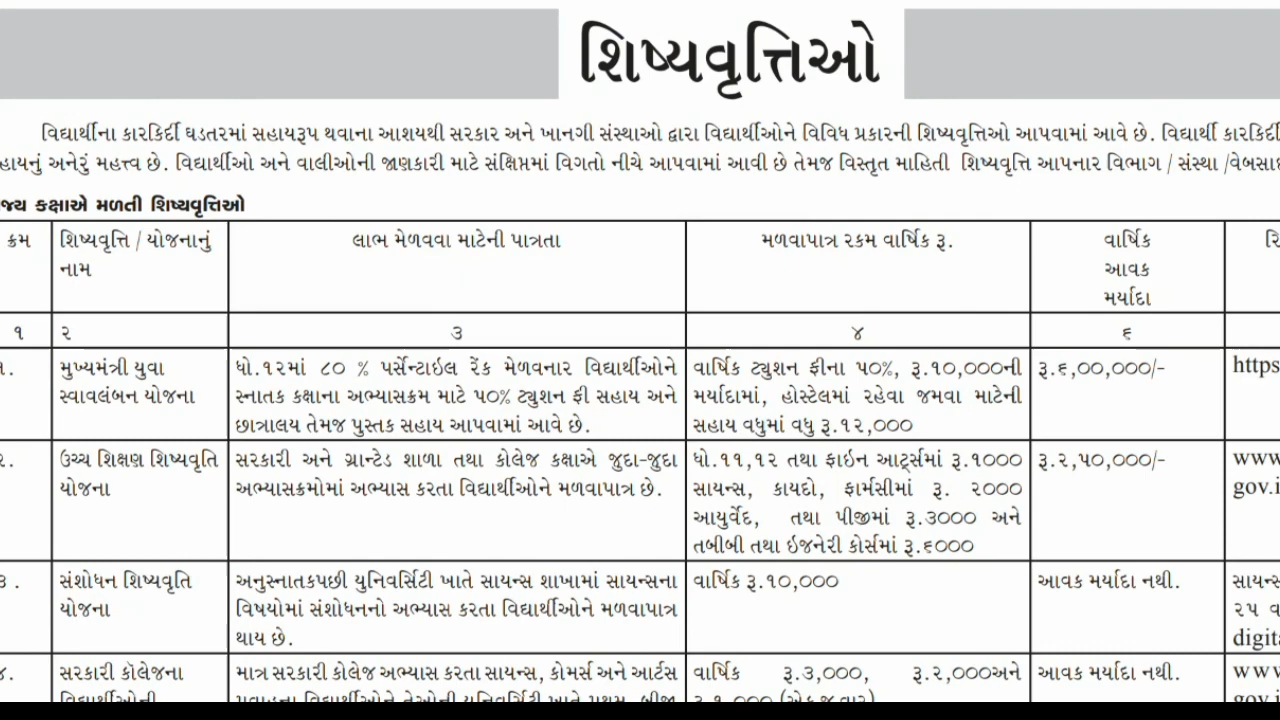 શિષ્યવૃત્તિઓ
વિદ્યાર્થીના કારકિર્દી ઘડતરમાં સહાયરૂપ થવાના આશયથી સરકાર અને ખાનગી સંસ્થાઓ દ્વારા વિદ્યાર્થીઓને વિવિધ પ્રકારની શિષ્યવૃત્તિઓ આપવામાં આવે છે. વિદ્યાર્થી કારકિર્દી
હાયનું અનેરું મહત્ત્વ છે. વિદ્યાર્થીઓ અને વાલીઓની જાણકારી માટે સંક્ષિપ્તમાં વિગતો નીચે આપવામાં આવી છે તેમજ વિસ્તૃત માહિતી શિષ્યવૃત્તિ આપનાર વિભાગ / સંસ્થા /વેબસાઇ
જ્ય કક્ષાએ મળતી શિષ્યવૃત્તિઓ
ક્રમ
શિષ્યવૃત્તિ / યોજનાનું
નામ
લાભ મેળવવા માટેની પાત્રતા
મળવાપાત્ર રકમ વાર્ષિક રૂ.
વાર્ષિક
આવક
મર્યાદા
રિ
૧
૨
૩
૪
૬
૧.
મુખ્યમંત્રી યુવા
સ્વાવલંબન યોજના
ધો.૧૨માં ૮૦ % પર્સેન્ટાઇલ રેંક મેળવનાર વિદ્યાર્થીઓને
સ્નાતક કક્ષાના અભ્યાસક્રમ માટે ૫૦% ટ્યુશન ફી સહાય અને
છાત્રાલય તેમજ પુસ્તક સહાય આપવામાં આવે છે.
વાર્ષિક ટ્યુશન ફીના ૫૦%, રૂ.૧૦,૦૦૦ની
મર્યાદામાં, હોસ્ટેલમાં રહેવા જમવા માટેની
સહાય વધુમાં વધુ રૂ.૧૨,૦૦૦
રૂ.૬,૦૦,૦૦૦/-
https
૨.
ઉચ્ચ શિક્ષણ શિષ્યવૃતિ
યોજના
સરકારી અને ગ્રાન્ટેડ શાળા તથા કોલેજ કક્ષાએ જુદા-જુદા
અભ્યાસક્રમોમાં અભ્યાસ કરતા વિદ્યાર્થીઓને મળવાપાત્ર છે.
ધો.૧૧,૧૨ તથા ફાઇન આર્ટ્સમાં રૂ.૧૦૦૦
સાયન્સ, કાયદો, ફાર્મસીમાં રૂ. ૨૦૦૦
આયુર્વેદ, તથા પીજીમાં રૂ.૩૦૦૦ અને
તબીબી તથા ઇજનેરી કોર્સમાં રૂ.૬૦૦૦
રૂ.૨,૫૦,૦૦૦/-
www
gov.i
૩.
સંશોધન શિષ્યવૃતિ
યોજના
અનુસ્નાતકપછી યુનિવર્સિટી ખાતે સાયન્સ શાખામાં સાયન્સના
વિષયોમાં સંશોધનનો અભ્યાસ કરતા વિદ્યાર્થીઓને મળવાપાત્ર
થાય છે.
વાર્ષિક રૂ.૧૦,૦૦૦
આવક મર્યાદા નથી.
સાયન્સ
૨૫ વ
digita
૪.
સરકારી કૉલેજના
વિદ્યાર્થીઓની
માત્ર સરકારી કોલેજ અભ્યાસ કરતા સાયન્સ, કોમર્સ અને આર્ટસ
વાર્ષિક રૂ.૩,૦૦૦, રૂ.૨,૦૦૦અને
રૂ.૧,૦૦૦ (એક જ વાર)
આવક મર્યાદા નથી.
www
gov.i